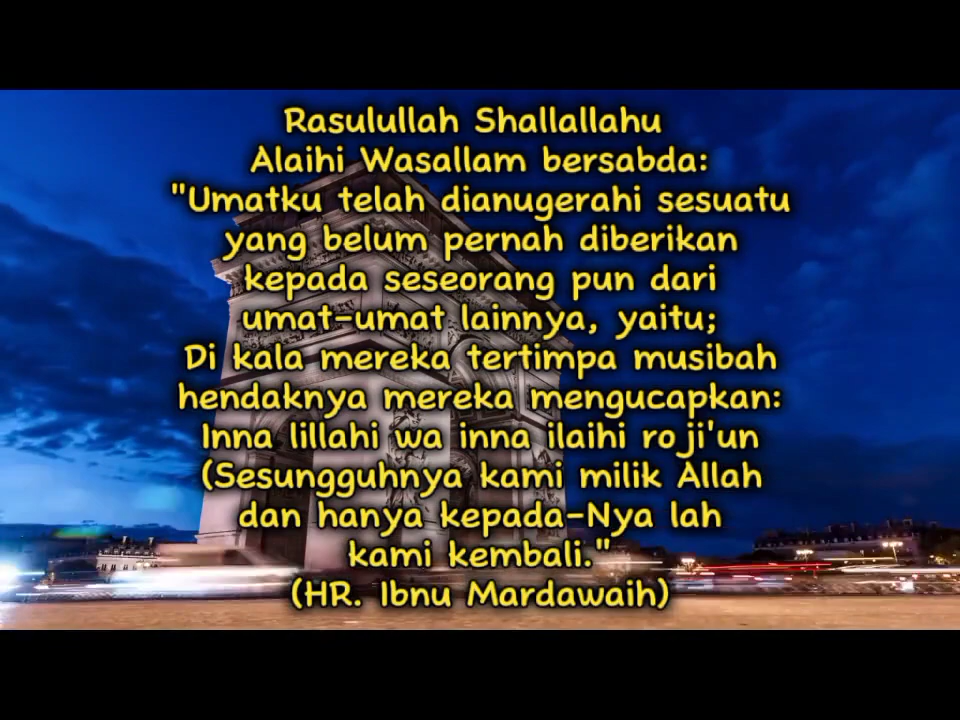 Rasulullah Shallallahu
Alaihi Wasallam bersabda:
"Umatku telah dianugerahi sesuatu
yang belum pernah diberikan
kepada seseorang pun dari
umat-umat lainnya, yaitu;
Di kala mereka tertimpa musibah
hendaknya mereka mengucapkan:
Inna lillahi wa inna ilaihi roji'un
(Sesungguhnya kami milik Allah
dan hanya kepada-Nya lah
kami kembali."
(HR. Ibnu Mardawaih)